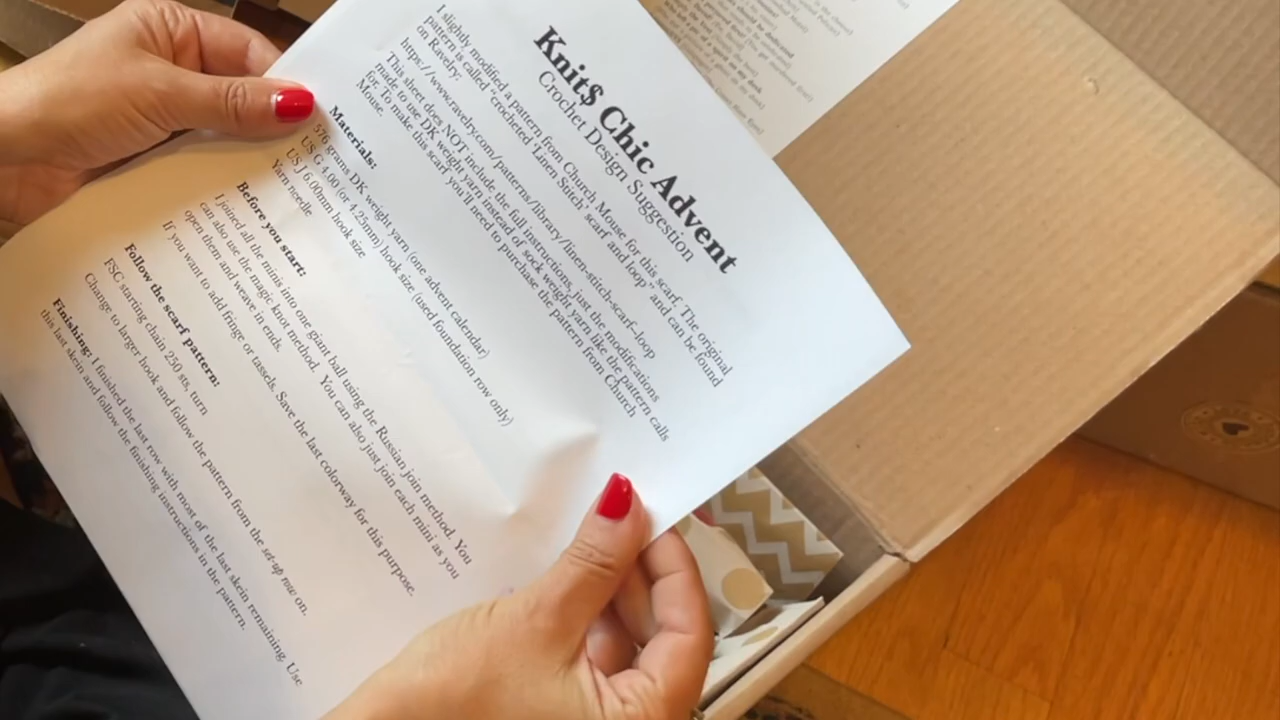 Knit$ Chic Advent
Crochet Design Suggestion
I slightly modified a pattern from Church Mouse for this scarf. The original
pattern is called "crocheted 'Linen Stitch' scarf and loop" and can be found
on Ravelry:
https://www.ravelry.com/patterns/library/linen-stitch-scarf--loop
This sheet does NOT include the full instructions, just the modifications
made to use DK weight yarn instead of sock weight yarn like the pattern calls
for. To make this scarf, you'll need to purchase the pattern from Church
Mouse.
Materials:
576 grams DK weight yarn (one advent calendar)
US G 4.00 (or 4.25mm) hook size (used foundation row only)
US J 6.00mm hook size
Yarn needle
Before you start:
I joined all the minis into one giant ball using the Russian join method. You
can also use the magic knot method. You can also just join each mini as you
open them and weave in ends.
If you want to add fringe or tassels. Save the last colorway for this purpose.
Follow the scarf pattern:
FSC starting chain 250 sts, turn
Change to larger hook and follow the pattern from the set-up row on.
Finishing: I finished the last row with most of the last skein remaining. Use
this last skein and follow the finishing instructions in the pattern.